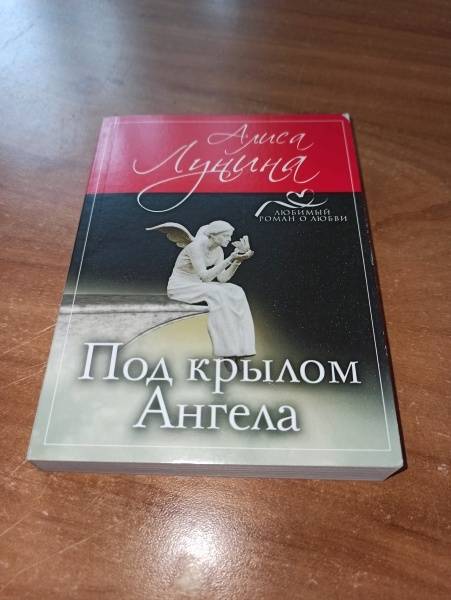 Алиса
Лунина
ЛЮБИМЫЙ
РОМАН О ЛЮБВИ
Под крылом
Ангела